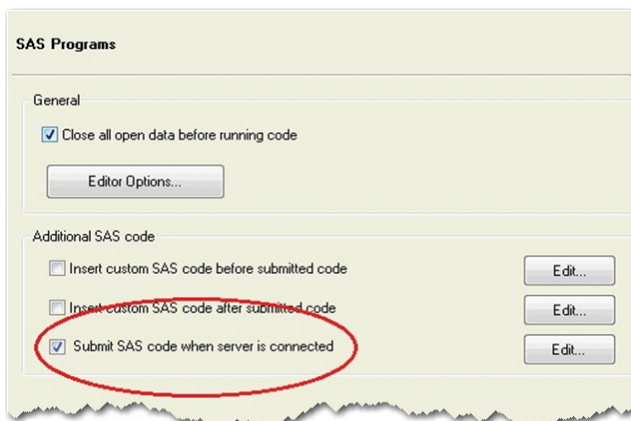 SAS Programs
General
Close all open data before running code
Editor Options...
Additional SAS code
Insert custom SAS code before submitted code
Edit...
Insert custom SAS code after submitted code
Edit...
Submit SAS code when server is connected
Edit...